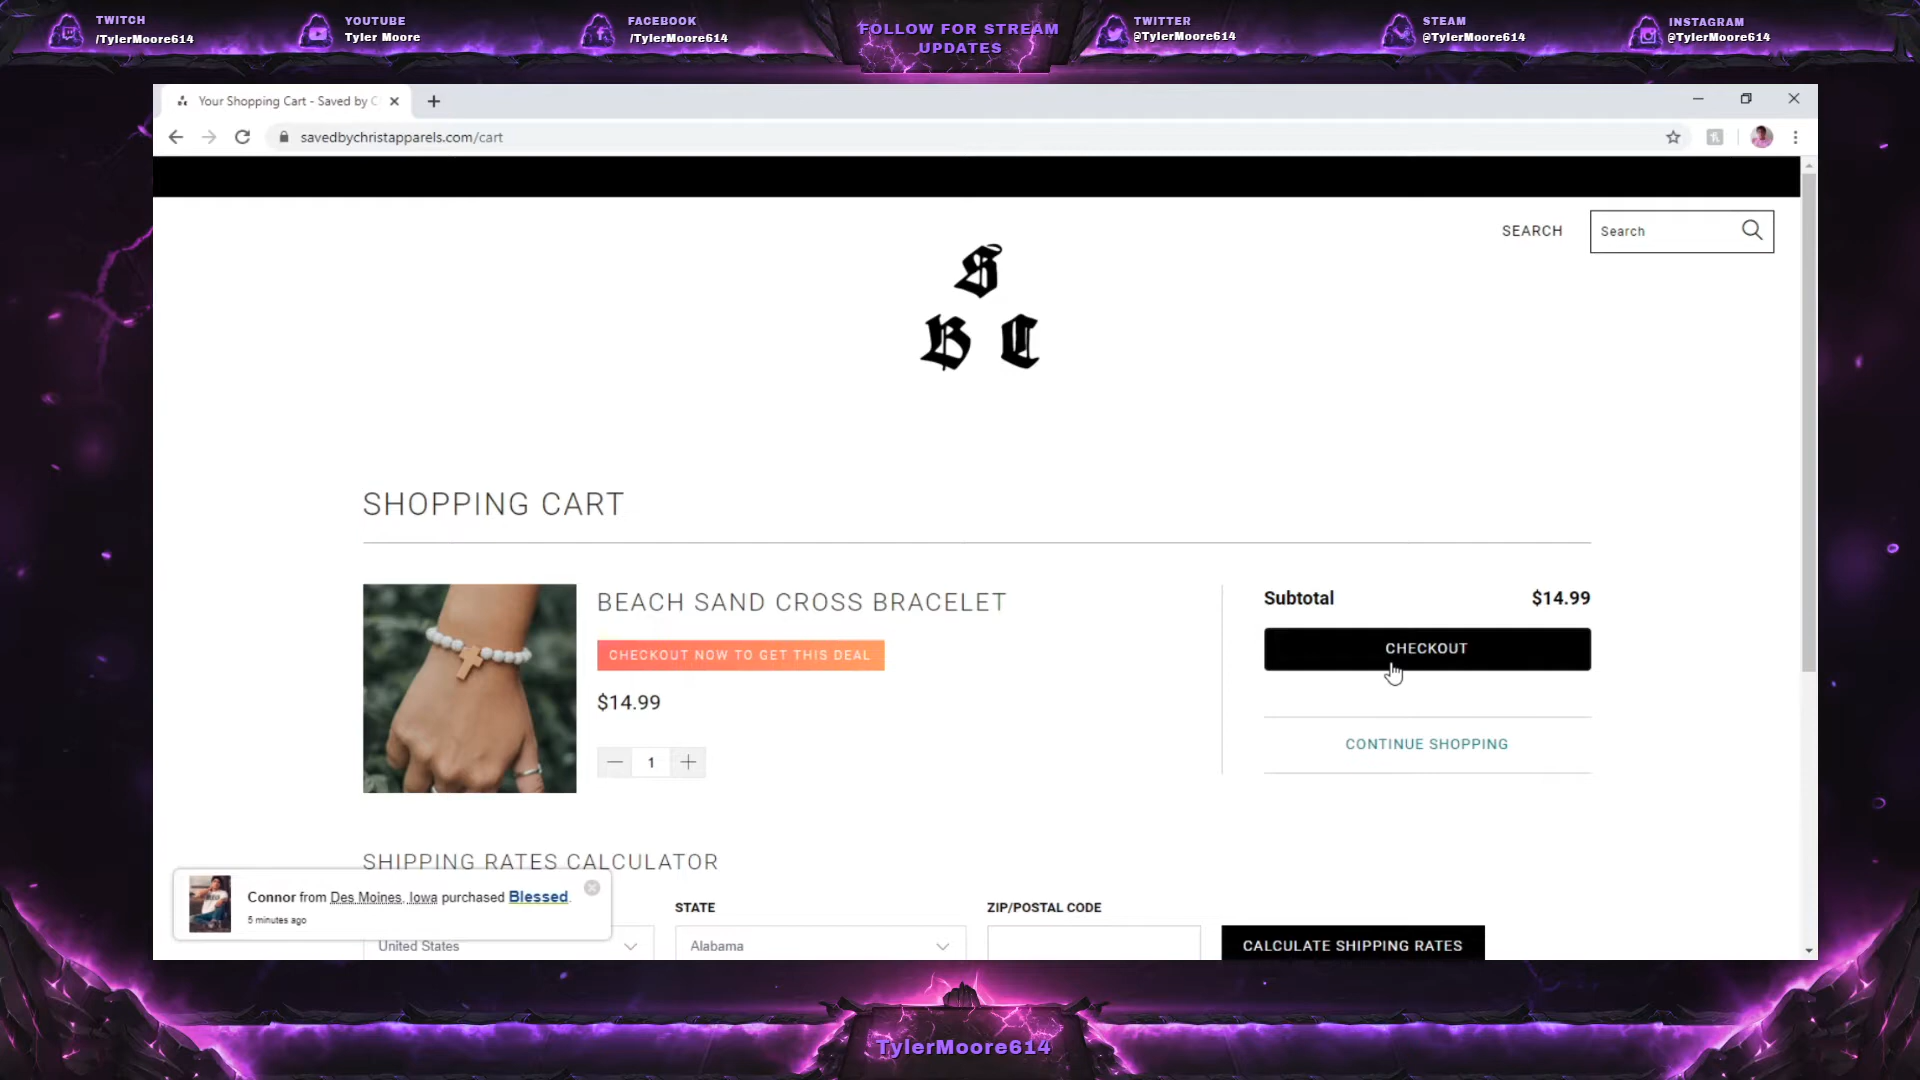 TWITCH
/TylerMoore614
YOUTUBE
Tyler Moore
FACEBOOK
/TylerMoore614
FOLLOW FOR STREAM
UPDATES
TWITTER
@TylerMoore614
STEAM
@TylerMoore614
INSTAGRAM
@TylerMoore614
Your Shopping Cart - Saved by C
savedbychristapparels.com/cart
SEARCH
Search
S
B C
SHOPPING CART
BEACH SAND CROSS BRACELET
CHECKOUT NOW TO GET THIS DEAL
$14.99
1
Subtotal $14.99
CHECKOUT
CONTINUE SHOPPING
SHIPPING RATES CALCULATOR
Connor from Des Moines, Iowa purchased Blessed.
5 minutes ago
United States
STATE
Alabama
ZIP/POSTAL CODE
CALCULATE SHIPPING RATES
TylerMoore614